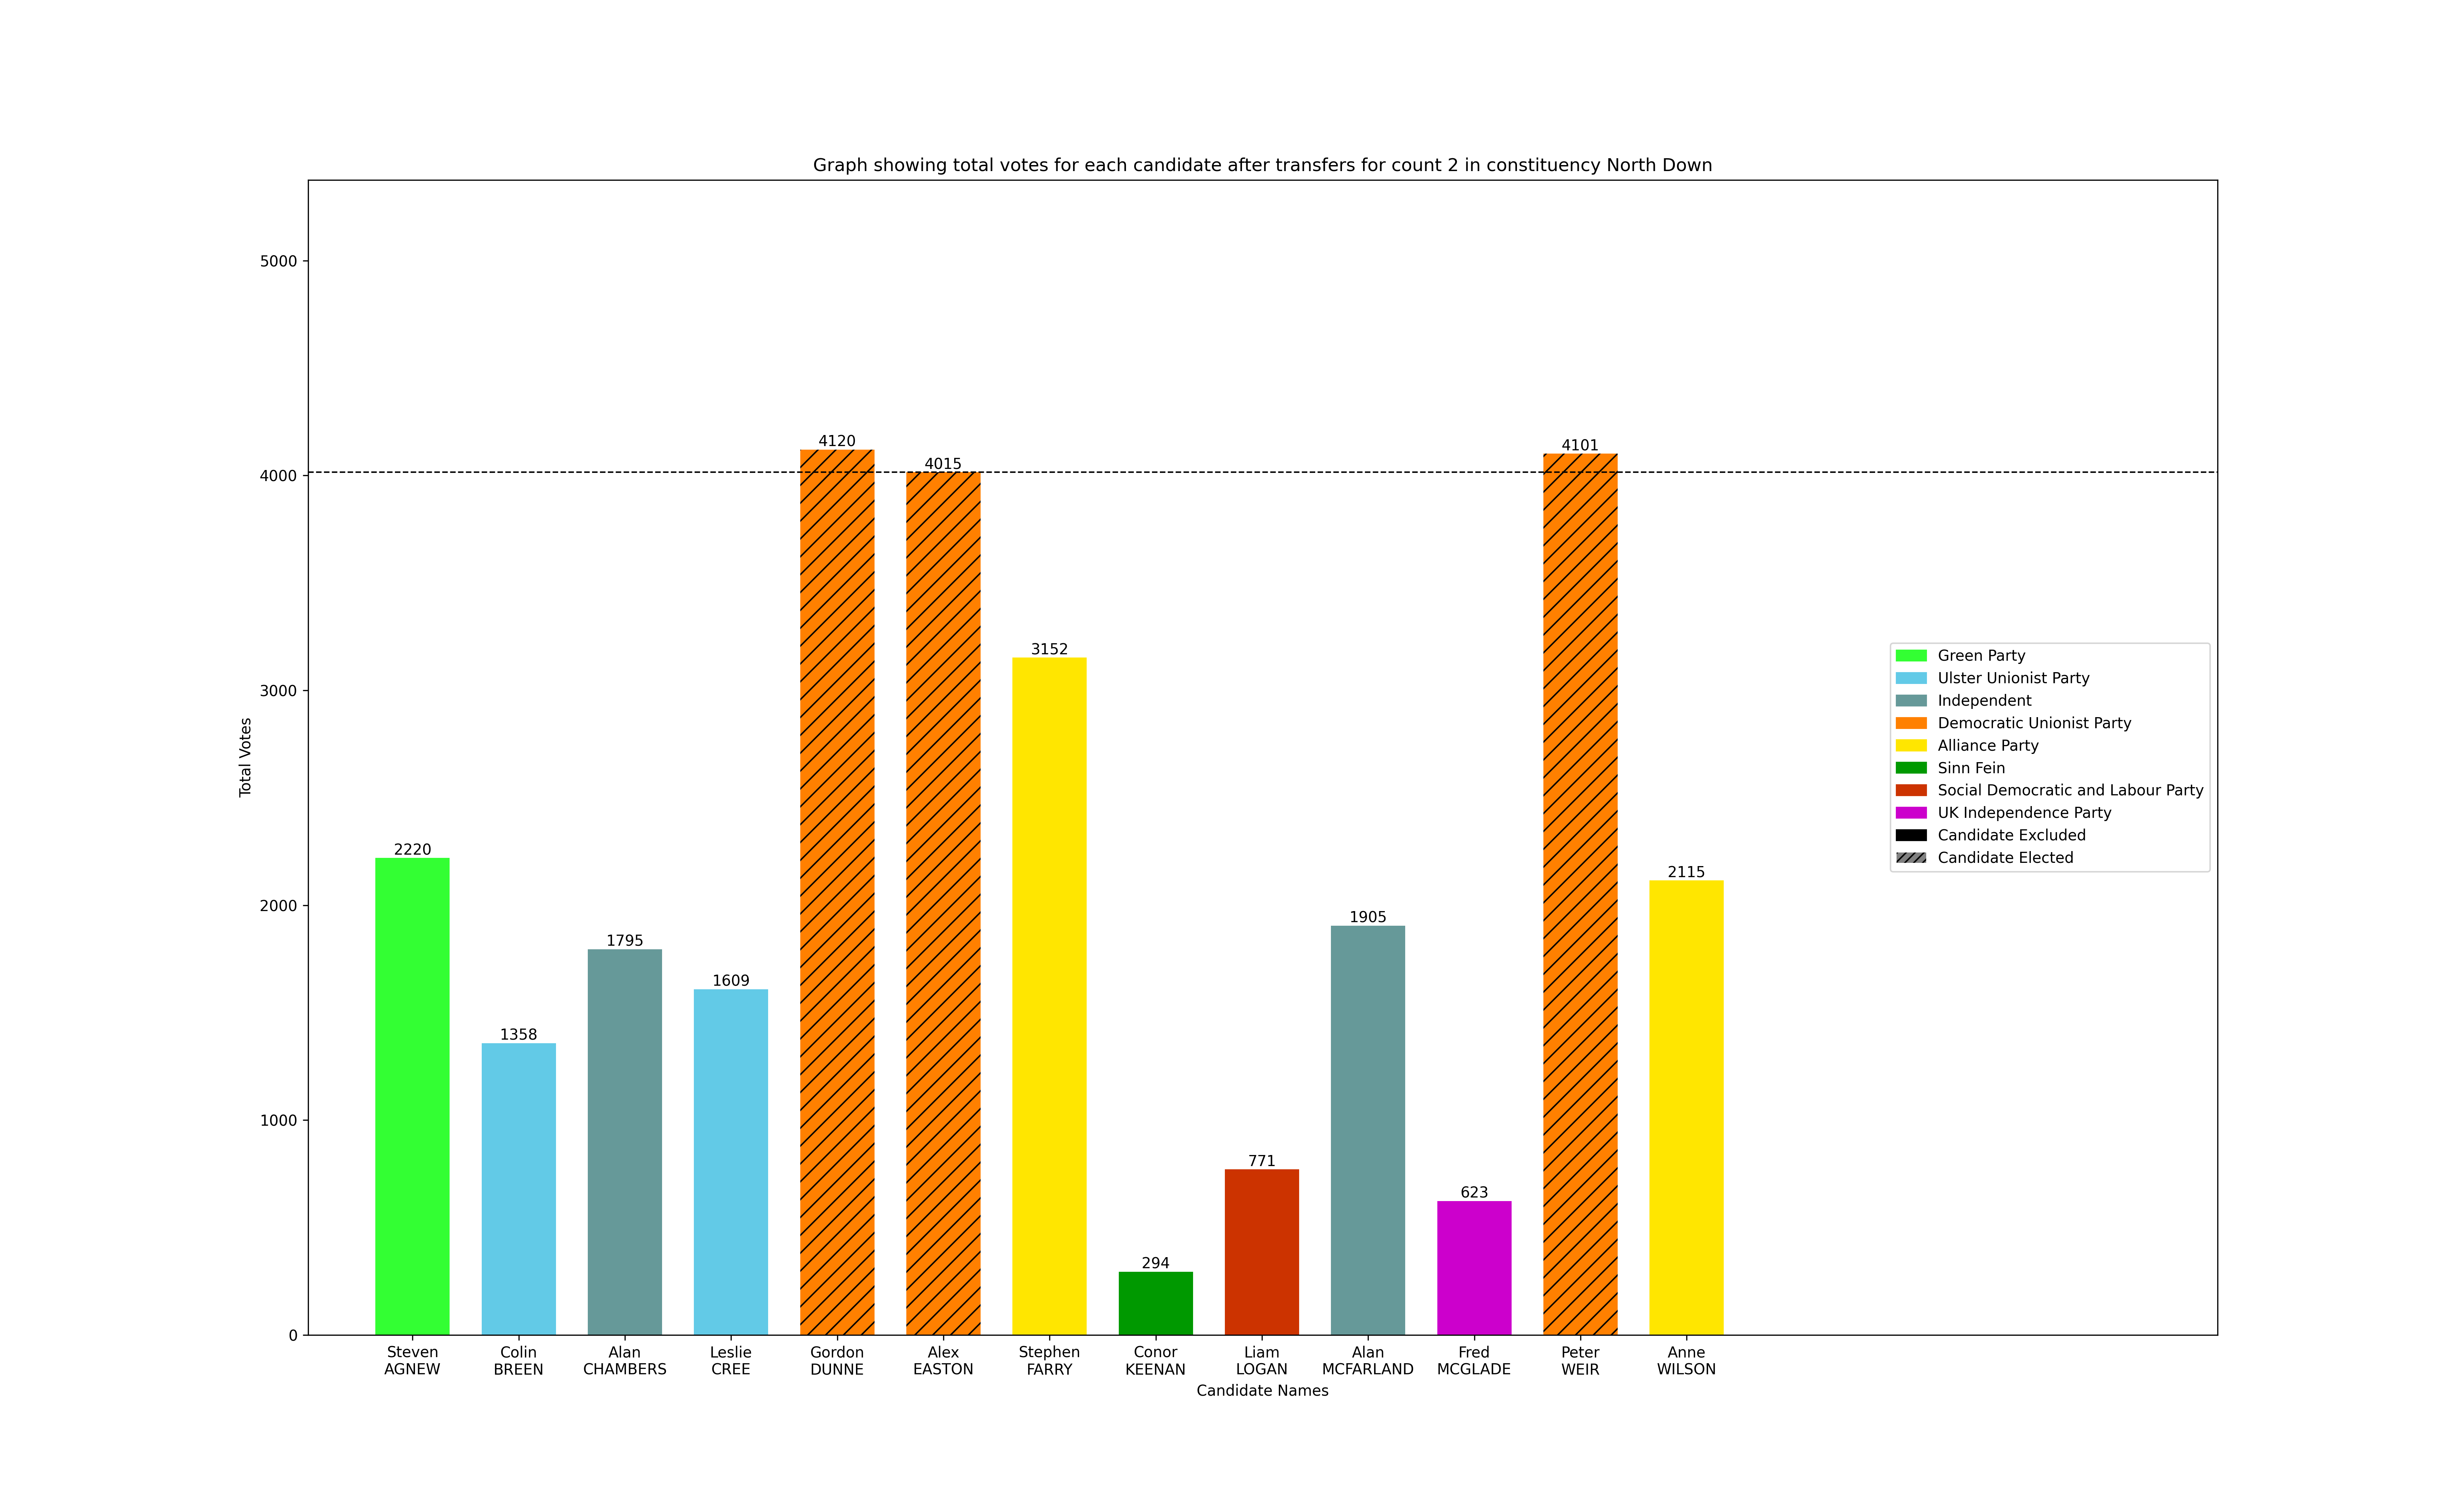 Graph showing total votes for each candidate after transfers for count 2 in constituency North Down
Total Votes
5000
4000
3000
2000
1000
0
2220
1358
1795
1609
4120
4015
3152
294
771
1905
623
4101
2115
Green Party
Ulster Unionist Party
Independent
Democratic Unionist Party
Alliance Party
Sinn Fein
Social Democratic and Labour Party
UK Independence Party
Candidate Excluded
Candidate Elected
Steven
AGNEW
Colin
BREEN
Alan
CHAMBERS
Leslie
CREE
Gordon
DUNNE
Alex
EASTON
Stephen
FARRY
Conor
KEENAN
Liam
LOGAN
Alan
MCFARLAND
Fred
MCGLADE
Peter
WEIR
Anne
WILSON
Candidate Names